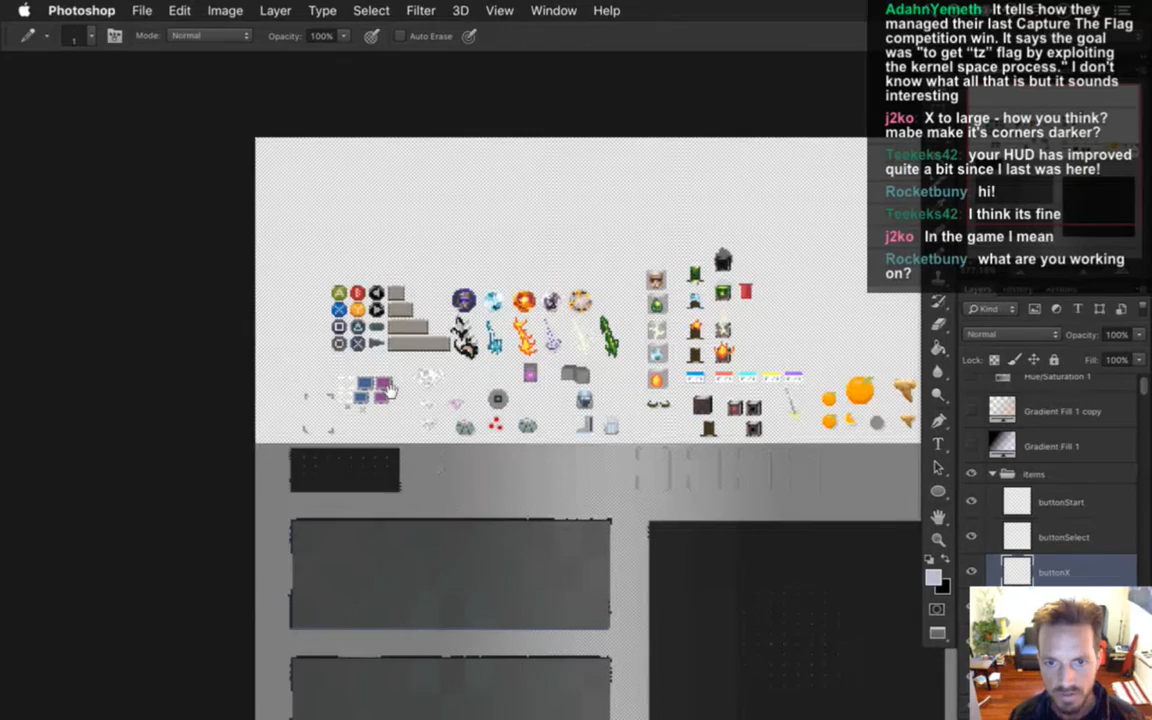 Photoshop File Edit Image Layer Type Select Filter 3D View Window Help
1 Mode: Normal Opacity: 100% Auto Erase
AdahnYemeth: It tells how they
managed their last Capture The Flag
competition win. It says the goal
was "to get “tz” flag by exploiting
the kernel space process." I don't
know what all that is but it sounds
interesting
j2ko: X to large - how you think?
mabe make it's corners darker?
Teekeks42: your HUD has improved
quite a bit since I last was here!
Rocketbuny: hi!
Teekeks42: I think its fine
j2ko: In the game I mean
Rocketbuny: what are you working
on?
Kind
Normal Opacity: 100%
Lock: Fill: 100%
Hue/Saturation 1
Gradient Fill 1 copy
Gradient Fill 1
items
buttonStart
buttonSelect
buttonX